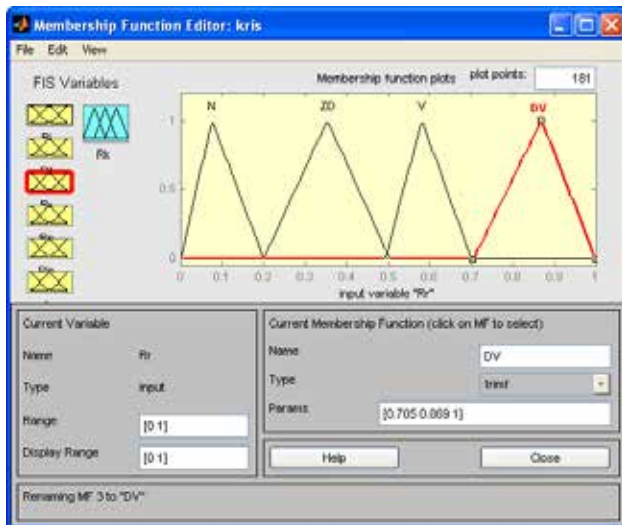 Membership Function Editor: kris
File Edit View
FIS Variables
Membership function plots plot points: 181
N ZD V DV
Rk
1
0.5
0
0 0.1 0.2 0.3 0.4 0.5 0.6 0.7 0.8 0.9 1
input variable "Rr"
Current Variable
Name Rr
Type input
Range [0 1]
Display Range [0 1]
Current Membership Function (click on MF to select)
Name DV
Type trimf
Params [0.705 0.869 1]
Help Close
Renaming MF 3 to "DV"